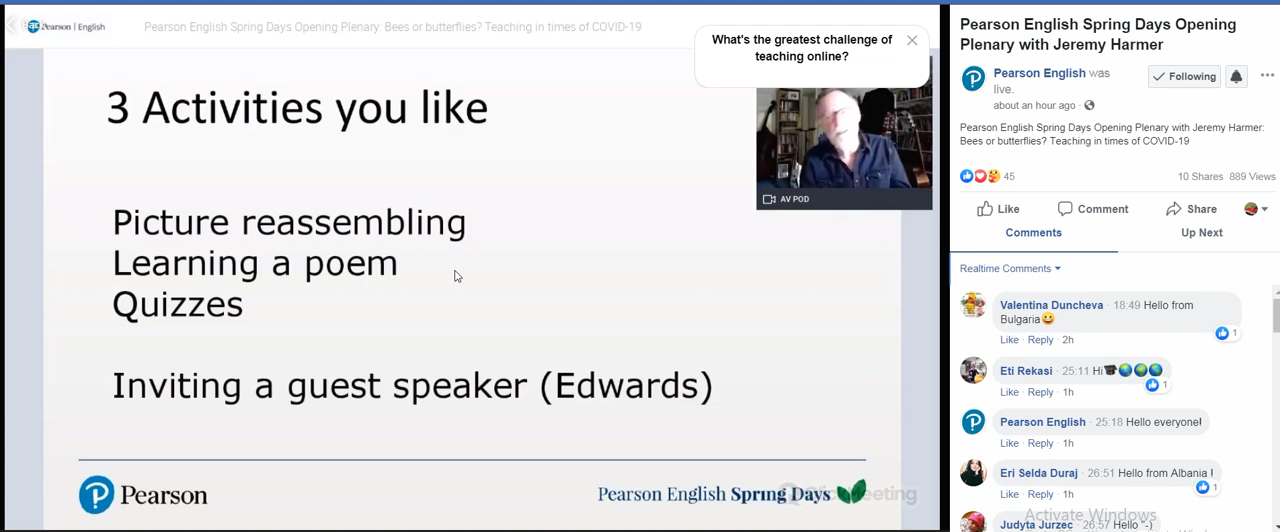 Pearson | English
Pearson English Spring Days Opening Plenary: Bees or butterflies? Teaching in times of COVID-19
What's the greatest challenge of
teaching online?
3 Activities you like
Picture reassembling
Learning a poem
Quizzes
Inviting a guest speaker (Edwards)
AV POD
Pearson
Pearson English Spring Days
ClickMeeting
Pearson English Spring Days Opening
Plenary with Jeremy Harmer
Pearson English was
live.
about an hour ago ·
Following
Pearson English Spring Days Opening Plenary with Jeremy Harmer:
Bees or butterflies? Teaching in times of COVID-19
45
10 Shares 889 Views
Like Comment Share
Comments Up Next
Realtime Comments
Valentina Duncheva · 18:49 Hello from
Bulgaria😀
1
Like · Reply · 2h
Eti Rekasi · 25:11 Hi🎓🌍🌍🌍
1
Like · Reply · 1h
Pearson English · 25:18 Hello everyone!
Like · Reply · 1h
Eri Selda Duraj · 26:51 Hello from Albania !
1
Like · Reply · 1h
Judyta Jurzec · 26:57 Hello :-)
Activate Windows